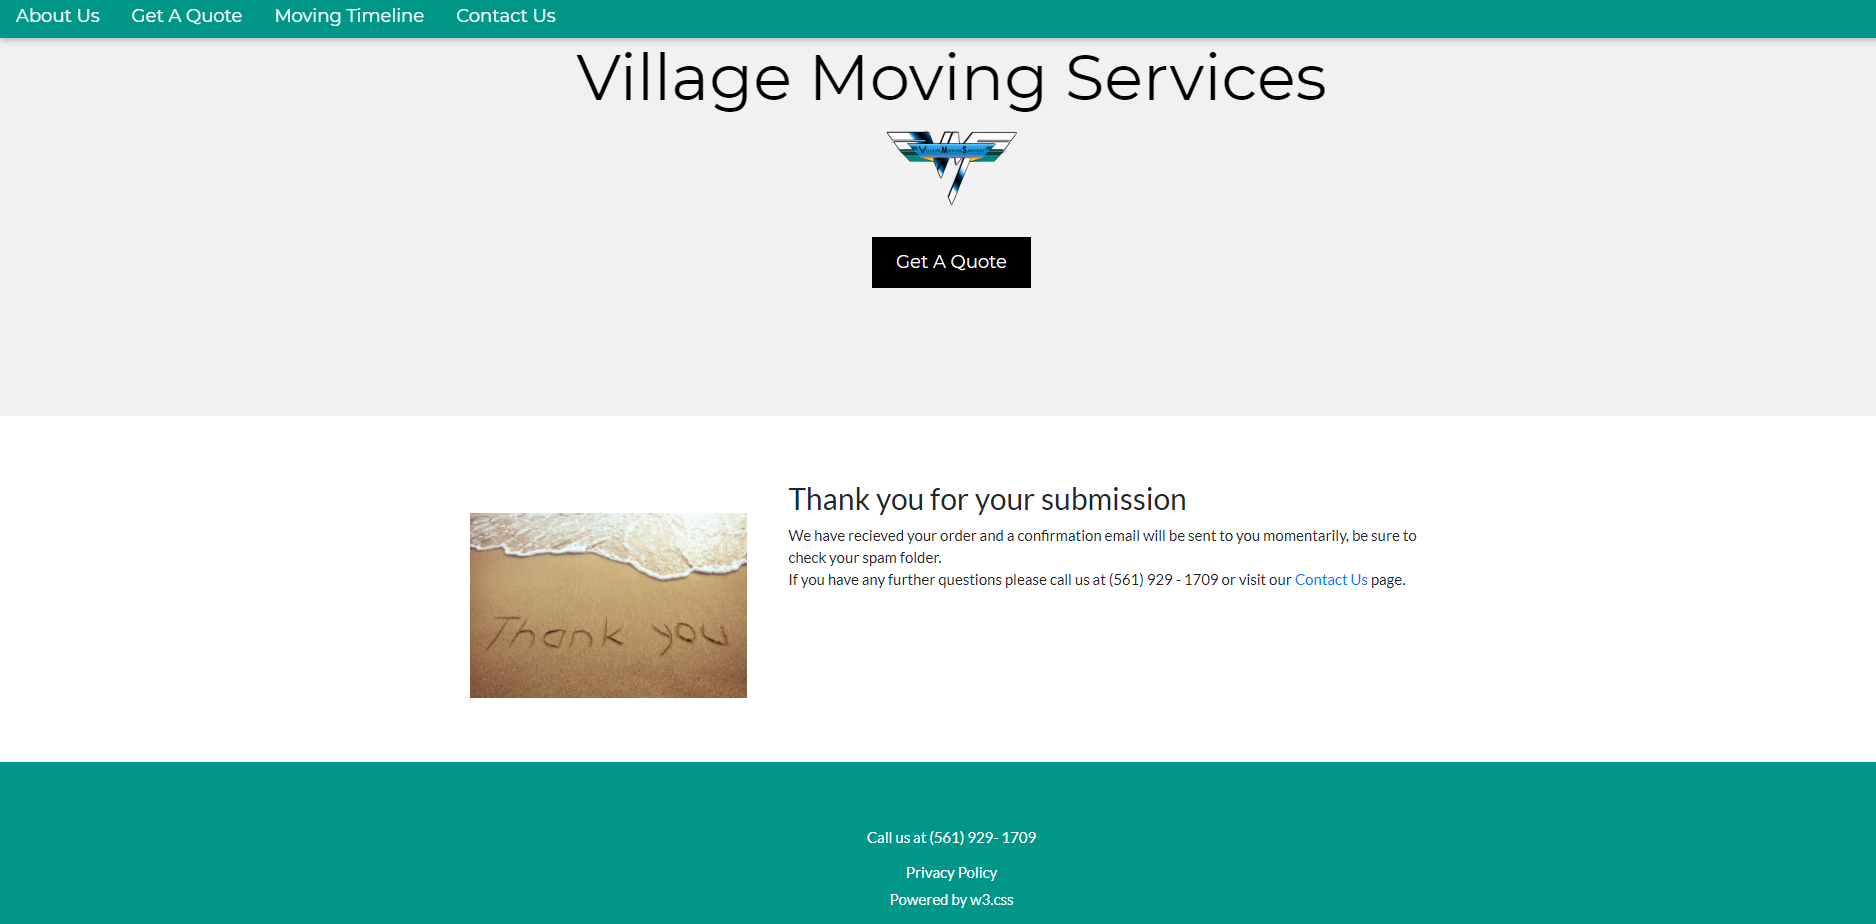 About Us Get A Quote Moving Timeline Contact Us
Village Moving Services
Village Moving Services
Get A Quote
Thank you for your submission
We have recieved your order and a confirmation email will be sent to you momentarily, be sure to
check your spam folder.
If you have any further questions please call us at (561) 929 - 1709 or visit our Contact Us page.
Thank you
Call us at (561) 929- 1709
Privacy Policy
Powered by w3.css